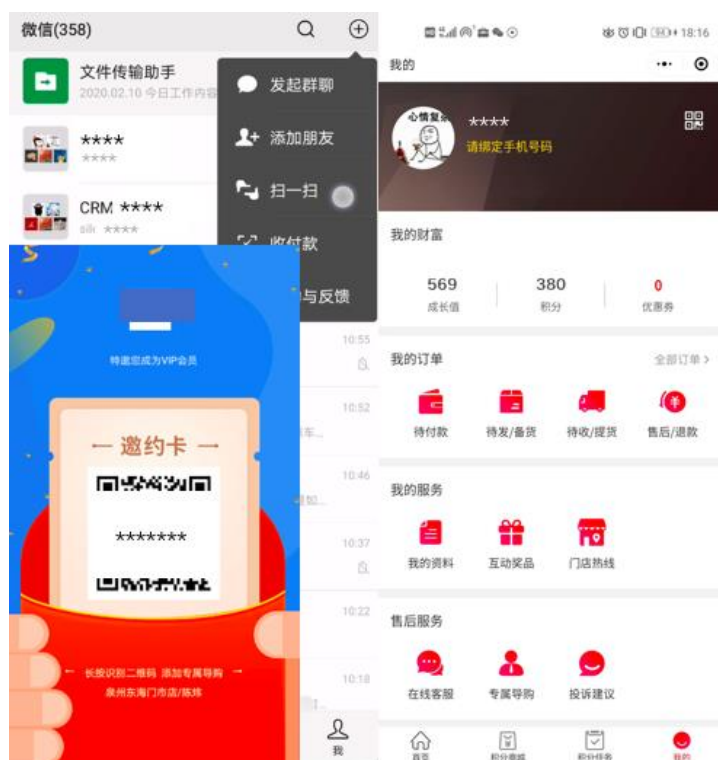 微信(358)
文件传输助手
2020.02.10 今日工作内容
****
****
CRM ****
silr ****
发起群聊
添加朋友
扫一扫
收付款
与反馈
10:55
10:52
车...
10:46
10:37
10:22
10:18
我
特邀您成为VIP会员
邀约卡
*******
长按识别二维码 添加专属导购
泉州东海门市店/陈炜
18:16
我的
心情复杂
****
请绑定手机号码
我的财富
569
380
0
成长值
积分
优惠券
我的订单
全部订单>
待付款
待发/备货
待收/提货
售后/退款
我的服务
我的资料
互动奖品
门店热线
售后服务
在线客服
专属导购
投诉建议
首页
积分商城
积分任务
我的